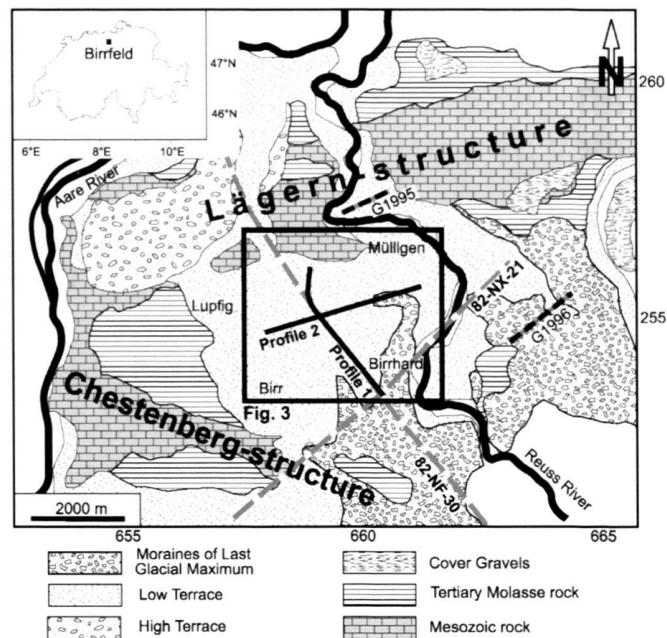 Birrfeld
47°N
46°N
6°E
8°E
10°E
N
260
Aare River
Lägern-structure
G1995
Mülligen
82-NX-21
Lupfig
255
G1996
Profile 2
Profile 1
Birrhard
Birr
Fig. 3
Chestenberg-structure
82-NF-30
Reuss River
2000 m
655
660
665
Moraines of Last
Glacial Maximum
Cover Gravels
Low Terrace
Tertiary Molasse rock
High Terrace
Mesozoic rock